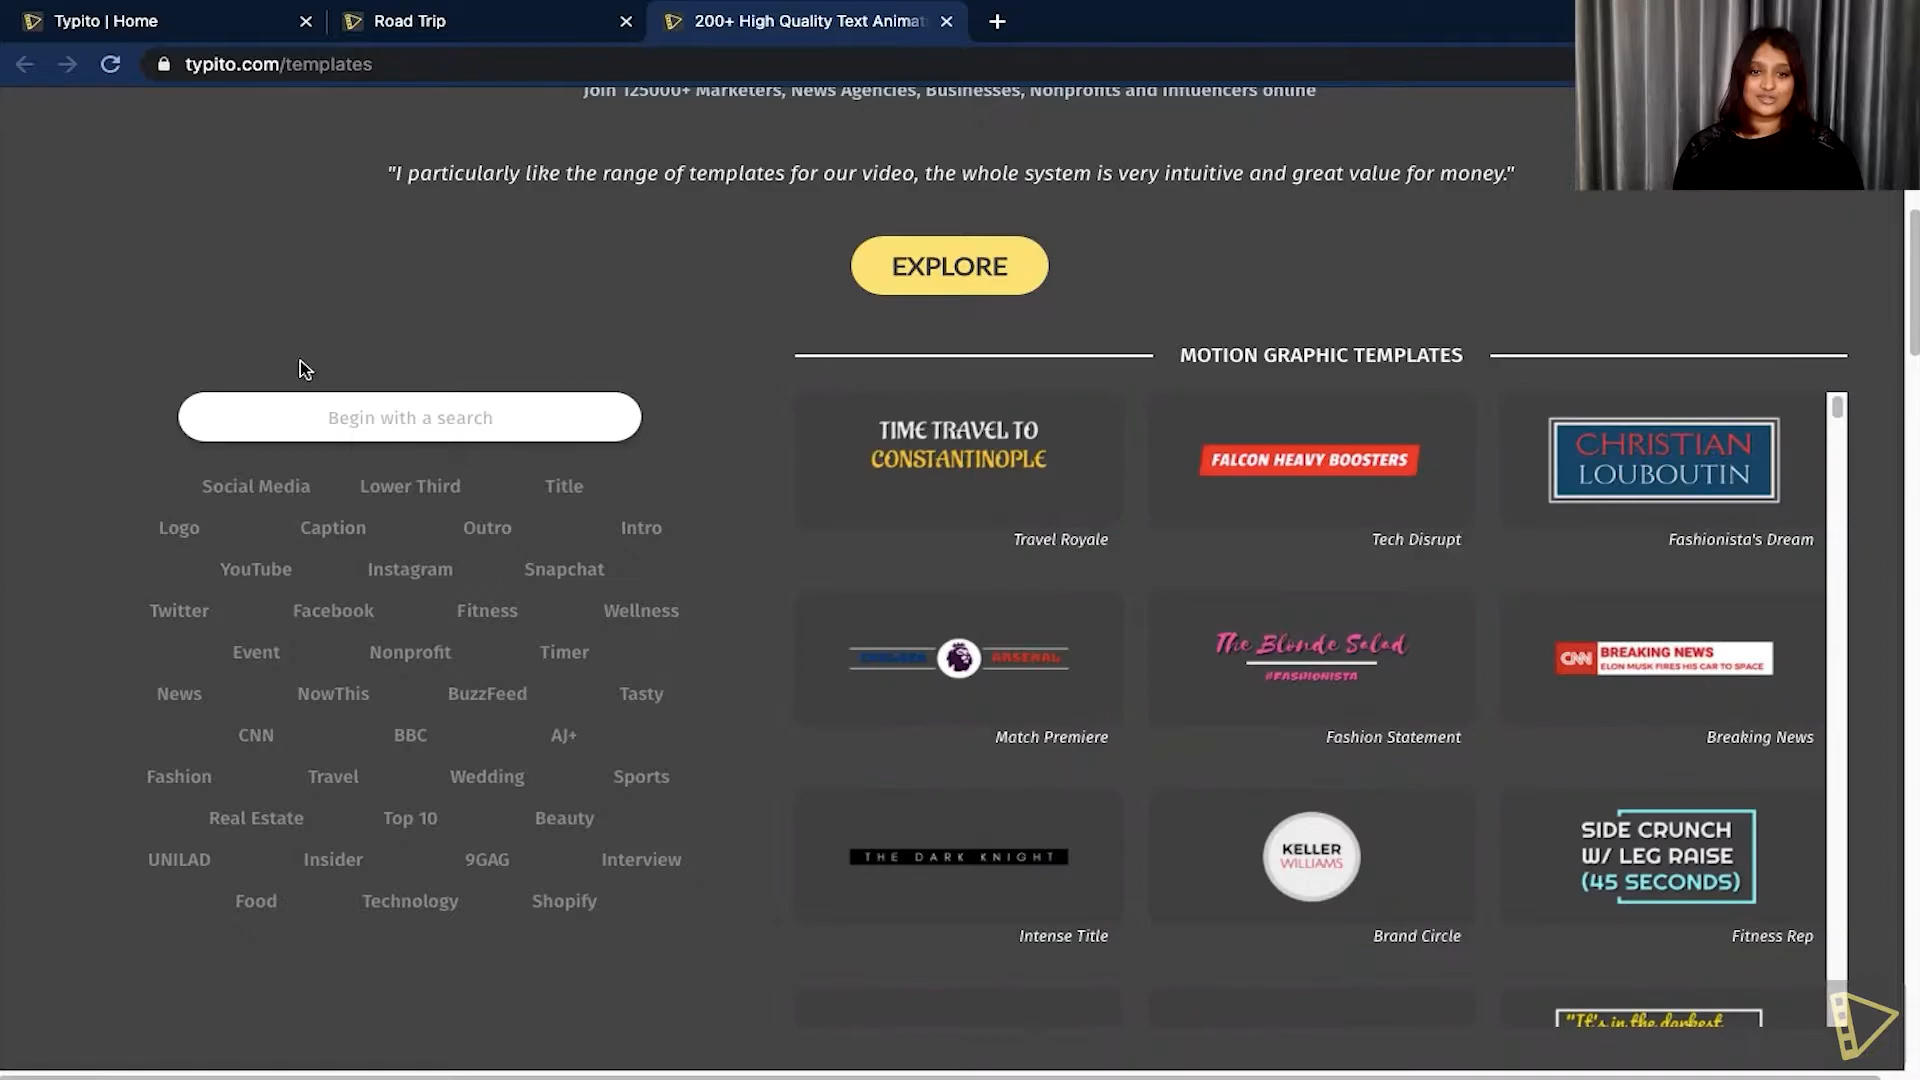 Typito | Home
Road Trip
200+ High Quality Text Animat
typito.com/templates
Join 125000+ Marketers, News Agencies, Businesses, Nonprofits and Influencers online
"I particularly like the range of templates for our video, the whole system is very intuitive and great value for money."
EXPLORE
Begin with a search
Social Media Lower Third Title
Logo Caption Outro Intro
YouTube Instagram Snapchat
Twitter Facebook Fitness Wellness
Event Nonprofit Timer
News NowThis BuzzFeed Tasty
CNN BBC AJ+
Fashion Travel Wedding Sports
Real Estate Top 10 Beauty
UNILAD Insider 9GAG Interview
Food Technology Shopify
MOTION GRAPHIC TEMPLATES
TIME TRAVEL TO
CONSTANTINOPLE
Travel Royale
FALCON HEAVY BOOSTERS
Tech Disrupt
CHRISTIAN
LOUBOUTIN
Fashionista's Dream
CHELSEA ARSENAL
Match Premiere
The Blonde Salad
#FASHIONISTA
Fashion Statement
CNN BREAKING NEWS
ELON MUSK FIRES HIS CAR TO SPACE
Breaking News
THE DARK KNIGHT
Intense Title
KELLER
WILLIAMS
Brand Circle
SIDE CRUNCH
W/ LEG RAISE
(45 SECONDS)
Fitness Rep
"It's in the darkest